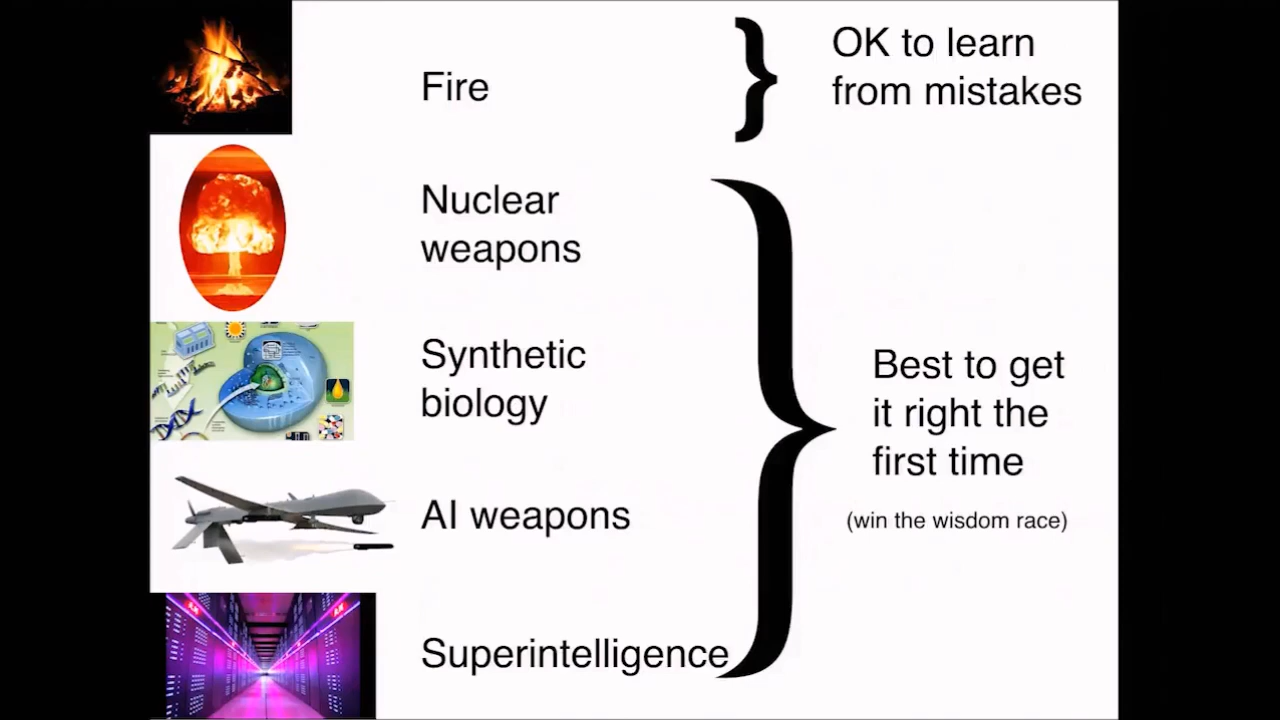 Fire
OK to learn
from mistakes
Nuclear
weapons
Synthetic
biology
Best to get
it right the
first time
(win the wisdom race)
AI weapons
Superintelligence